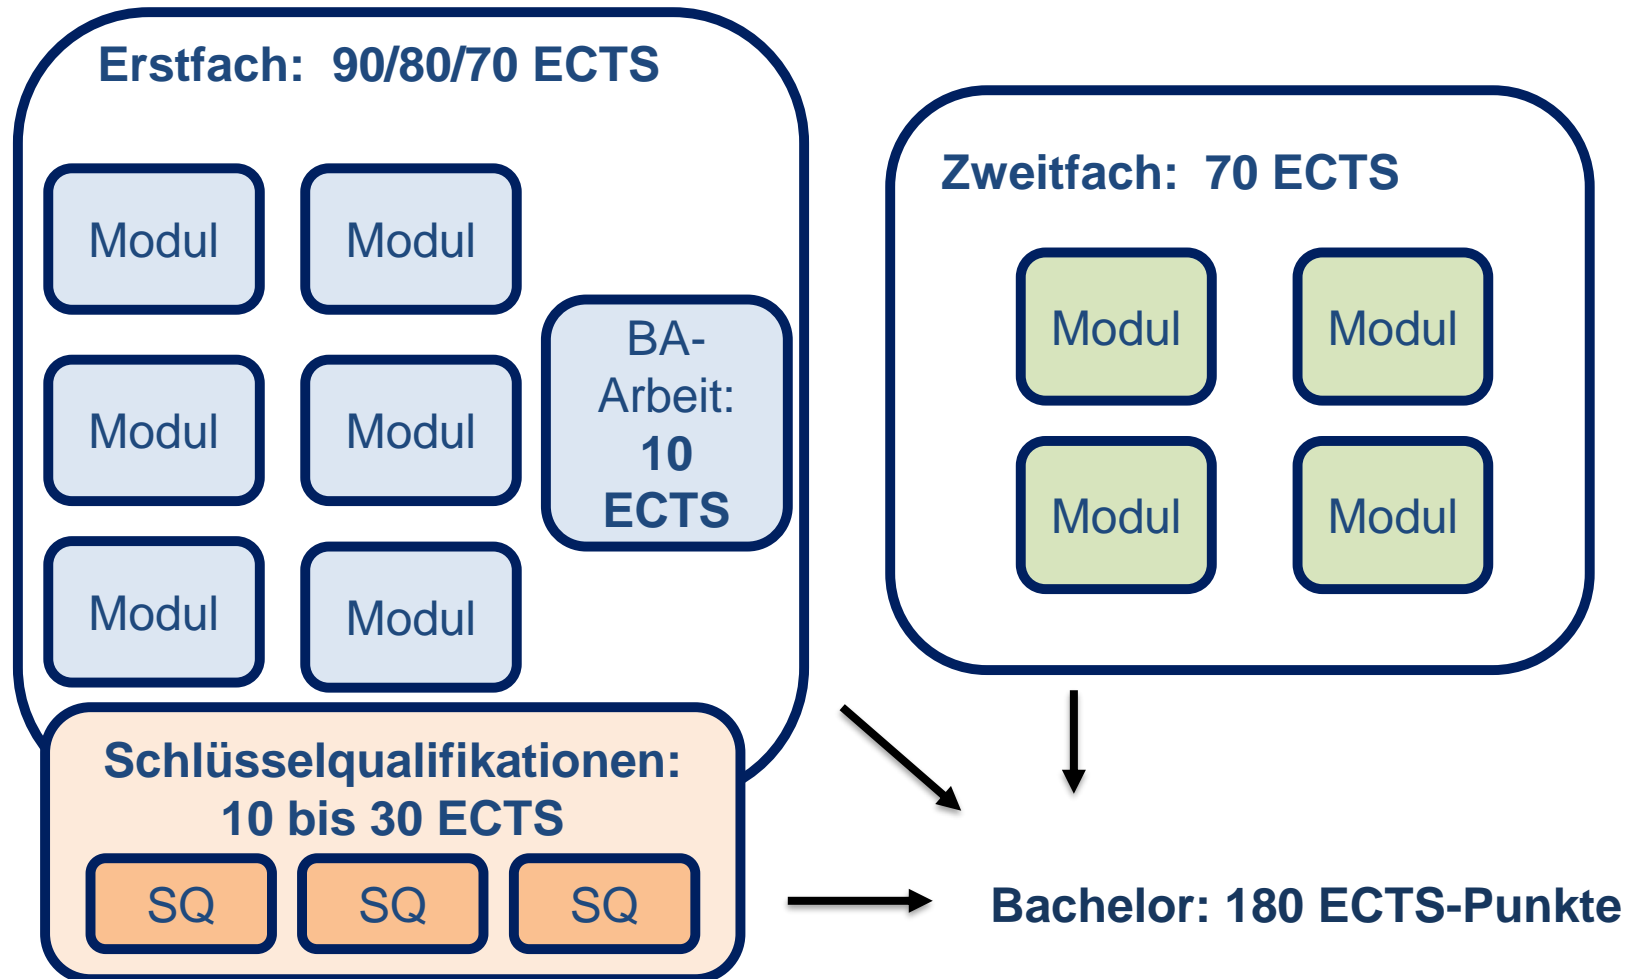 Erstfach: 90/80/70 ECTS
Modul
Modul
Modul
Modul
Modul
Modul
BA-
Arbeit:
10
ECTS
Schlüsselqualifikationen:
10 bis 30 ECTS
SQ
SQ
SQ
Zweitfach: 70 ECTS
Modul
Modul
Modul
Modul
Bachelor: 180 ECTS-Punkte